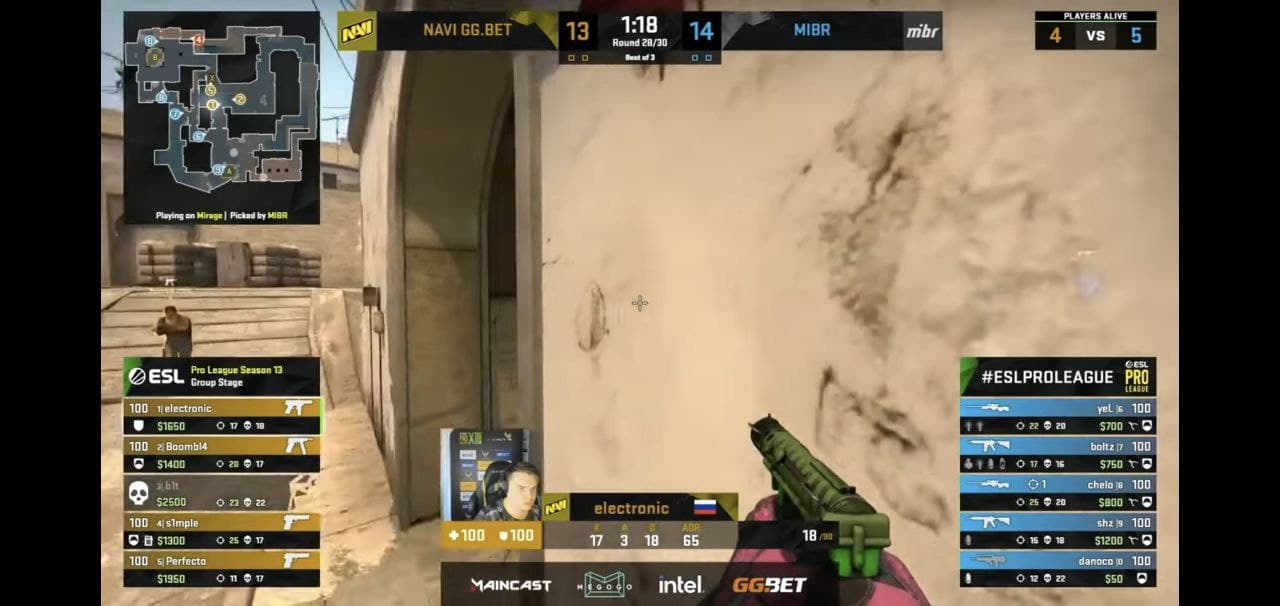 NAVI GG.BET
13
1:18
Round 28/30
Best of 3
14
MIBR
mibr
PLAYERS ALIVE
4 VS 5
Playing on Mirage | Picked by MIBR
ESL
Pro League Season 13
Group Stage
100 1| electronic
$1650 17 18
100 2| Boombl4
$1400 20 17
3| b1t
$2500 23 22
100 4| s1mple
$1300 25 17
100 5| Perfecto
$1950 11 17
#ESLPROLEAGUE
ESL
PRO
LEAGUE
yeL |6 100
22 20 $700
boltz |7 100
17 16 $750
1 chelo |8 100
25 20 $800
shz |9 100
15 18 $1200
danoco |0 100
12 22 $50
NAVI
electronic
100 100
K A D ADR
17 3 18 65
18 /90
MAINCAST
MEGOGO
intel.
GG.BET